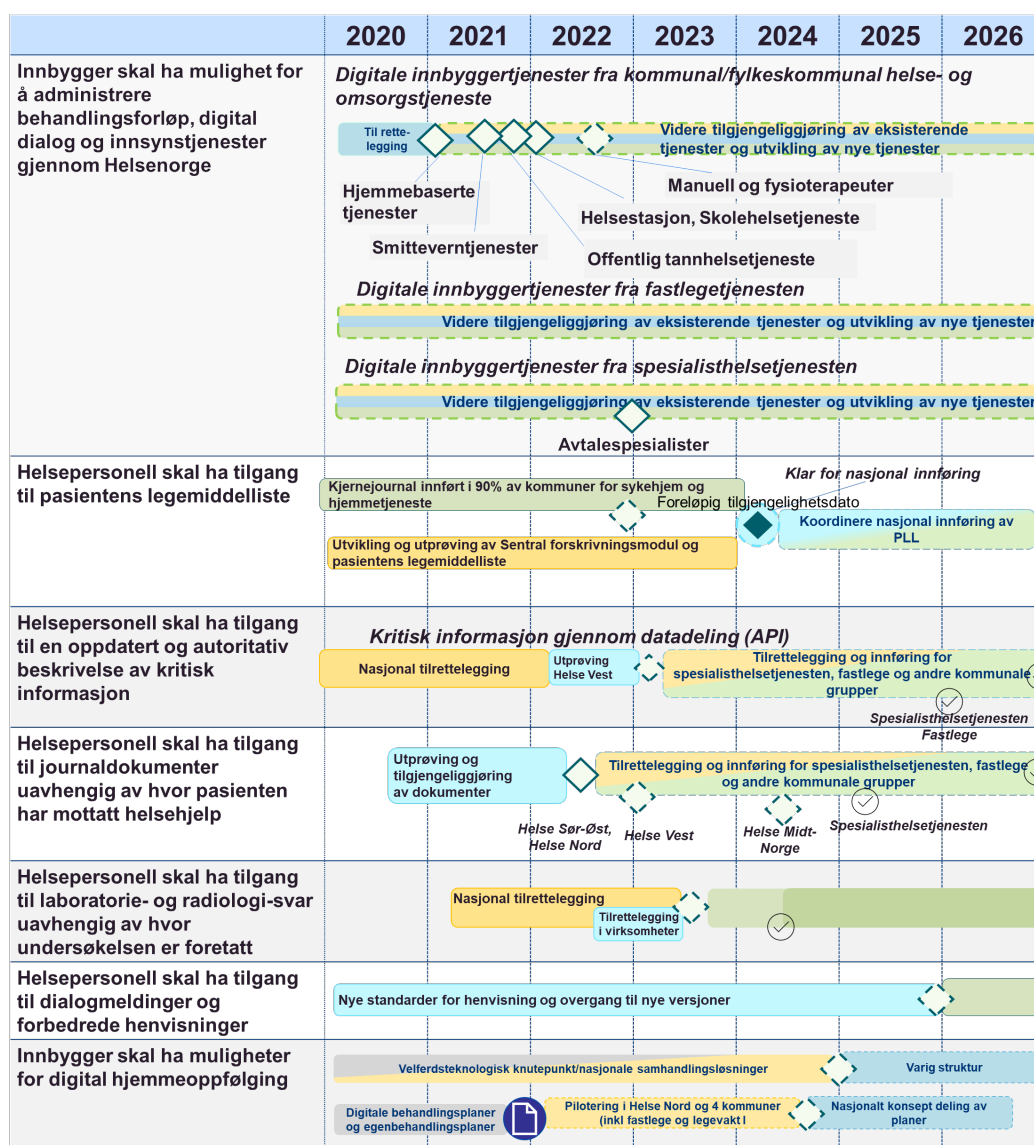 2020 2021 2022 2023 2024 2025 2026
Innbygger skal ha mulighet for
å administrere
behandlingsforløp, digital
dialog og innsynstjenester
gjennom Helsenorge
Digitale innbyggertjenester fra kommunal/fylkeskommunal helse- og
omsorgstjeneste
Til rette-
legging
Videre tilgjengeliggjøring av eksisterende
tjenester og utvikling av nye tjenester
Hjemmebaserte
tjenester
Manuell og fysioterapeuter
Helsestasjon, Skolehelsetjeneste
Smitteverntjenester
Offentlig tannhelsetjeneste
Digitale innbyggertjenester fra fastlegetjenesten
Videre tilgjengeliggjøring av eksisterende tjenester og utvikling av nye tjenester
Digitale innbyggertjenester fra spesialisthelsetjenesten
Videre tilgjengeliggjøring av eksisterende tjenester og utvikling av nye tjenester
Avtalespesialister
Helsepersonell skal ha tilgang
til pasientens legemiddelliste
Klar for nasjonal innføring
Kjernejournal innført i 90% av kommuner for sykehjem og
hjemmetjeneste
Foreløpig tilgjengelighetsdato
Koordinere nasjonal innføring av
PLL
Utvikling og utprøving av Sentral forskrivningsmodul og
pasientens legemiddelliste
Helsepersonell skal ha tilgang
til en oppdatert og autoritativ
beskrivelse av kritisk
informasjon
Kritisk informasjon gjennom datadeling (API)
Nasjonal tilrettelegging
Utprøving
Helse Vest
Tilrettelegging og innføring for
spesialisthelsetjenesten, fastlege og andre kommunale
grupper
Spesialisthelsetjenesten
Fastlege
Helsepersonell skal ha tilgang
til journaldokumenter
uavhengig av hvor pasienten
har mottatt helsehjelp
Utprøving og
tilgjengeliggjøring
av dokumenter
Tilrettelegging og innføring for spesialisthelsetjenesten, fastlege
og andre kommunale grupper
Helse Sør-Øst,
Helse Nord
Helse Vest
Helse Midt-
Norge
Spesialisthelsetjenesten
Helsepersonell skal ha tilgang
til laboratorie- og radiologi-svar
uavhengig av hvor
undersøkelsen er foretatt
Nasjonal tilrettelegging
Tilrettelegging
i virksomheter
Helsepersonell skal ha tilgang
til dialogmeldinger og
forbedrede henvisninger
Nye standarder for henvisning og overgang til nye versjoner
Innbygger skal ha muligheter
for digital hjemmeoppfølging
Velferdsteknologisk knutepunkt/nasjonale samhandlingsløsninger
Varig struktur
Digitale behandlingsplaner
og egenbehandlingsplaner
Pilotering i Helse Nord og 4 kommuner
(inkl fastlege og legevakt I
Nasjonalt konsept deling av
planer